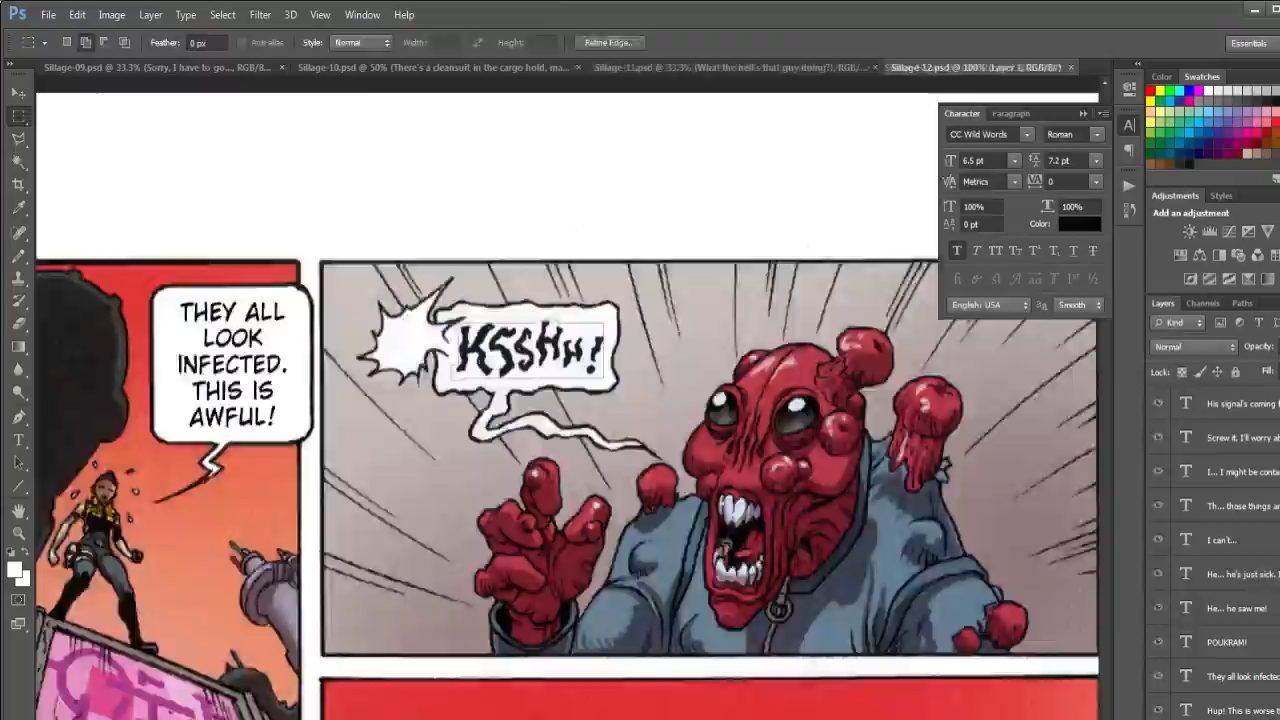 Ps File Edit Image Layer Type Select Filter 3D View Window Help
Feather: 0 px Anti-alias Style: Normal Width: Height: Refine Edge... Essentials
Sillage-09.psd @ 33.3% (Sorry, I have to go..., RGB/8... × Sillage-10.psd @ 50% (There's a cleansuit in the cargo hold, ma... × Sillage-11.psd @ 33.3% (What the hell's that guy doing?!, RGB/... × Sillage-12.psd @ 100% (Layer 3, RGB/8*) ×
Color Swatches
Character Paragraph
CC Wild Words Roman
6.5 pt 7.2 pt
Metrics 0
100% 100%
0 pt Color:
English: USA Smooth
Adjustments Styles
Add an adjustment
Layers Channels Paths
Kind
Normal Opacity:
Lock: Fill:
His signal's coming
Screw it. I'll worry ab
I... I might be conta
Th... those things ar
I can't...
He... he's just sick.
He... he saw me!
POUKRAM!
They all look infected
Hup! This is worse
THEY ALL
LOOK
INFECTED.
THIS IS
AWFUL!
KSSHH!